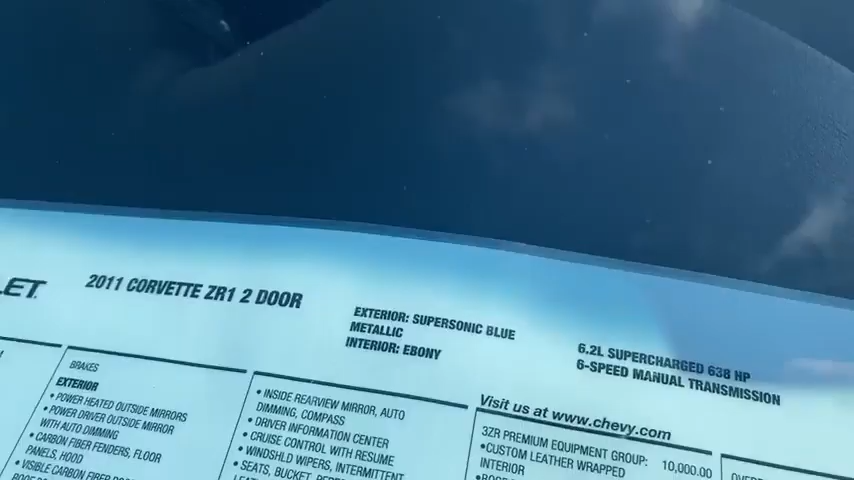 LET
2011 CORVETTE ZR1 2 DOOR
EXTERIOR: SUPERSONIC BLUE
METALLIC
INTERIOR: EBONY
6.2L SUPERCHARGED 638 HP
6-SPEED MANUAL TRANSMISSION
BRAKES
EXTERIOR
• POWER HEATED OUTSIDE MIRRORS
• POWER DRIVER OUTSIDE MIRROR
WITH AUTO DIMMING
• CARBON FIBER FENDERS, FLOOR
PANELS, HOOD
• VISIBLE CARBON FIBER
• INSIDE REARVIEW MIRROR, AUTO
DIMMING, COMPASS
• DRIVER INFORMATION CENTER
• CRUISE CONTROL WITH RESUME
• WINDSHLD WIPERS, INTERMITTENT
• SEATS, BUCKET,
Visit us at www.chevy.com
3ZR PREMIUM EQUIPMENT GROUP: 10,000.00
•CUSTOM LEATHER WRAPPED
INTERIOR